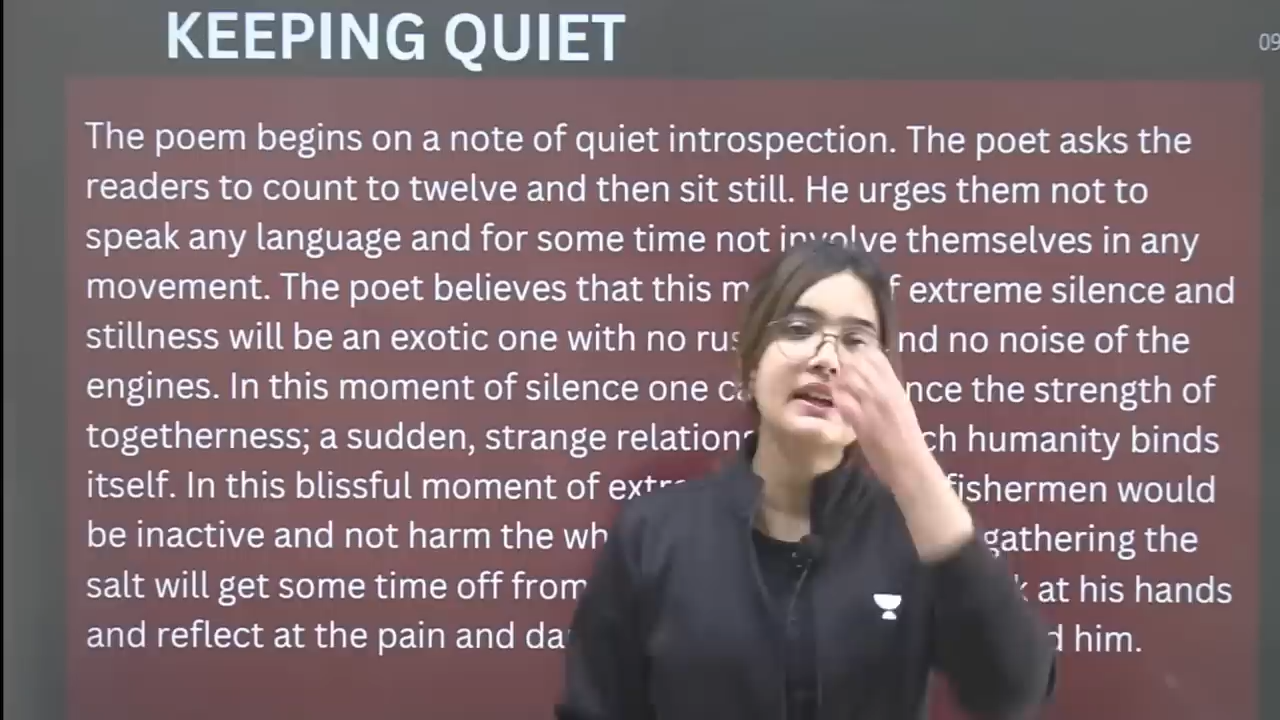 KEEPING QUIET
09
The poem begins on a note of quiet introspection. The poet asks the
readers to count to twelve and then sit still. He urges them not to
speak any language and for some time not involve themselves in any
movement. The poet believes that this extreme silence and
stillness will be an exotic one with no and no noise of the
engines. In this moment of silence one the strength of
togetherness; a sudden, strange humanity binds
itself. In this blissful moment of fishermen would
be inactive and not harm the gathering the
salt will get some time off from at his hands
and reflect at the pain and him.